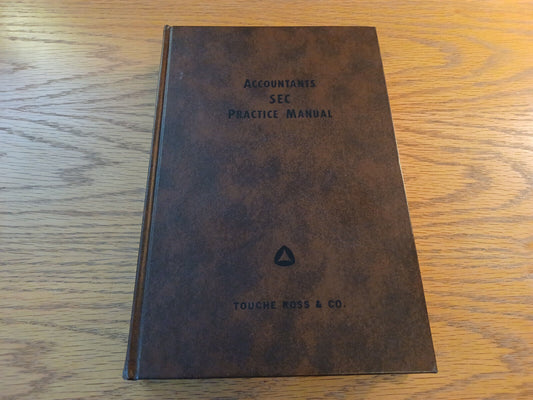 ACCOUNTANTS
SEC
PRACTICE MANUAL
TOUCHE ROSS & CO.